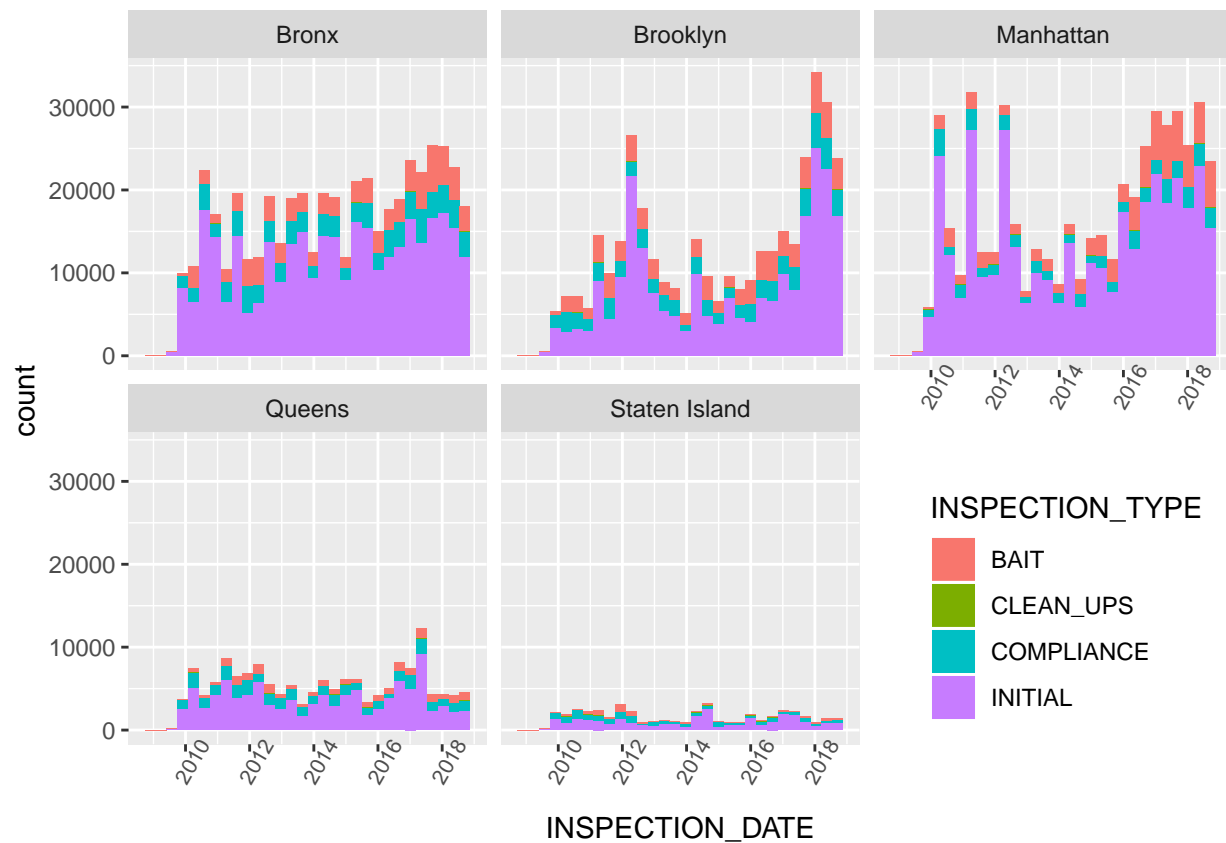 Bronx
Brooklyn
Manhattan
30000
20000
10000
0
2010
2012
2014
2016
2018
count
Queens
Staten Island
30000
20000
10000
0
2010
2012
2014
2016
2018
2010
2012
2014
2016
2018
INSPECTION_TYPE
BAIT
CLEAN_UPS
COMPLIANCE
INITIAL
INSPECTION_DATE